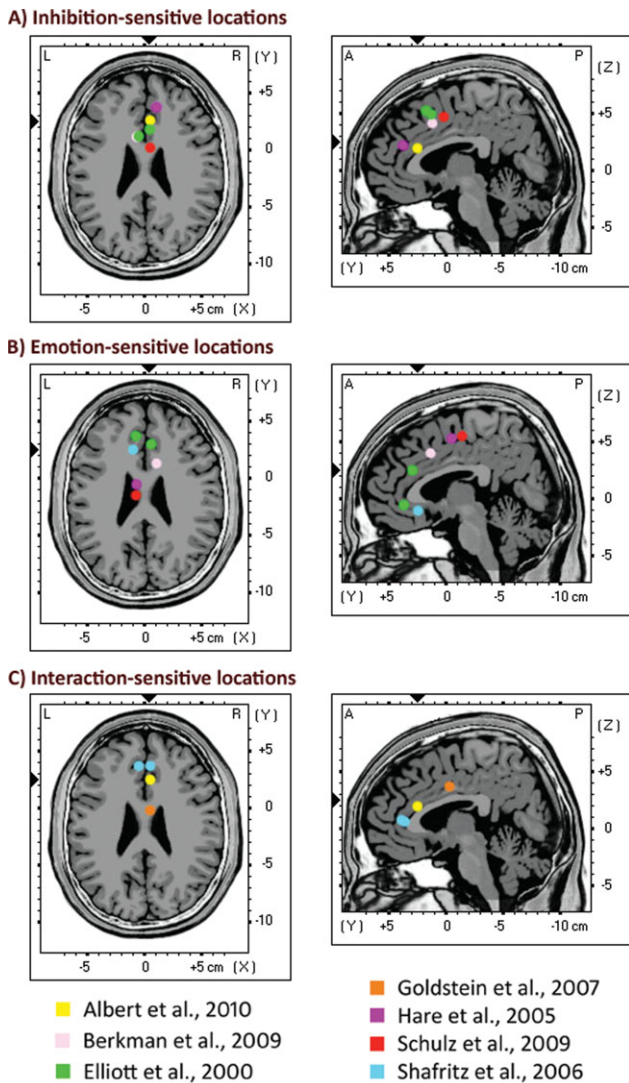 A) Inhibition-sensitive locations
L R (Y)
+5
0
-5
-10
-5 0 +5 cm (X)
A P (Z)
+5
0
-5
(Y) +5 0 -5 -10 cm
B) Emotion-sensitive locations
L R (Y)
+5
0
-5
-10
-5 0 +5 cm (X)
A P (Z)
+5
0
-5
(Y) +5 0 -5 -10 cm
C) Interaction-sensitive locations
L R (Y)
+5
0
-5
-10
-5 0 +5 cm (X)
A P (Z)
+5
0
-5
(Y) +5 0 -5 -10 cm
Albert et al., 2010
Berkman et al., 2009
Elliott et al., 2000
Goldstein et al., 2007
Hare et al., 2005
Schulz et al., 2009
Shafritz et al., 2006